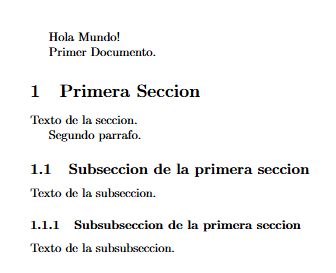 Hola Mundo!
Primer Documento.
1 Primera Seccion
Texto de la seccion.
Segundo parrafo.
1.1 Subseccion de la primera seccion
Texto de la subseccion.
1.1.1 Subsubseccion de la primera seccion
Texto de la subsubseccion.